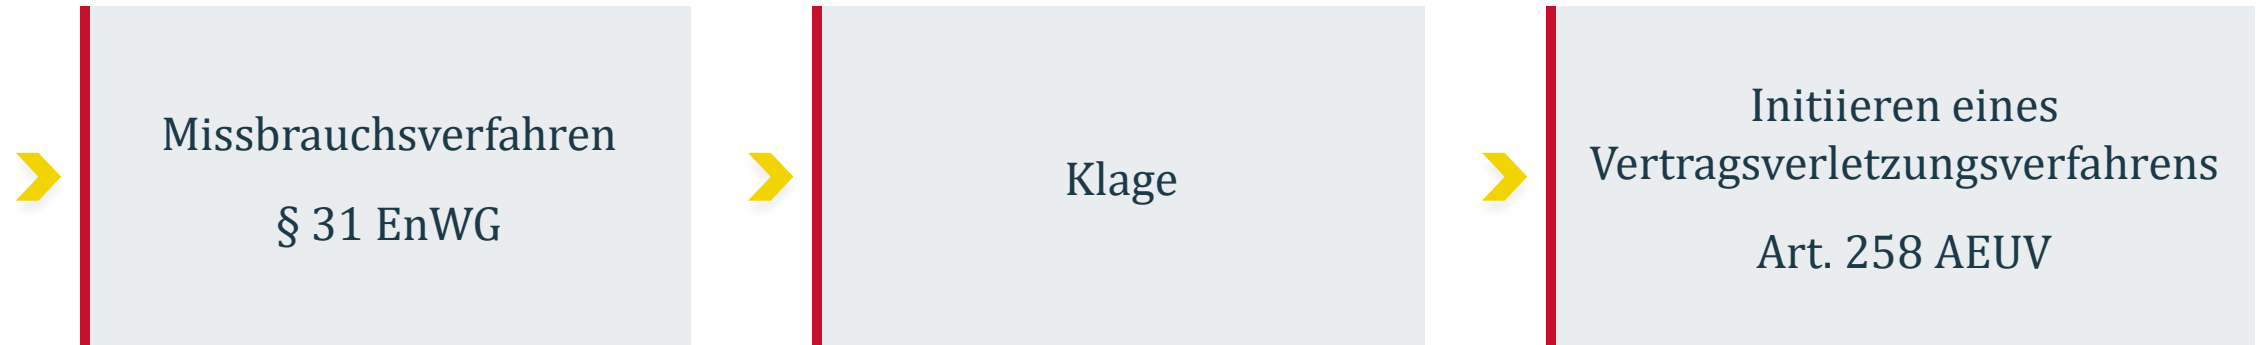 Missbrauchsverfahren
§ 31 EnWG
Klage
Initiieren eines
Vertragsverletzungsverfahrens
Art. 258 AEUV